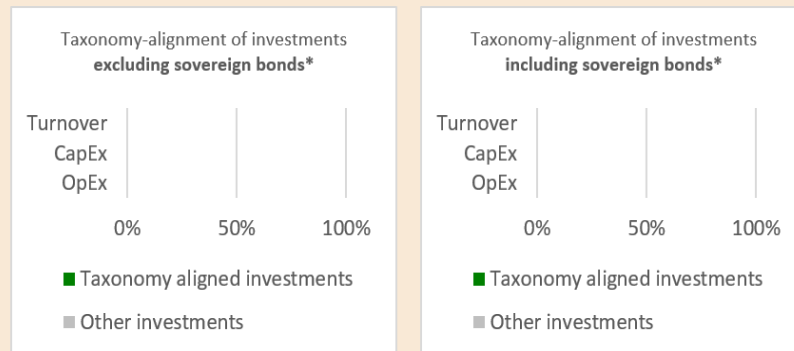 Taxonomy-alignment of investments
excluding sovereign bonds*
Turnover
CapEx
OpEx
0% 50% 100%
Taxonomy aligned investments
Other investments
Taxonomy-alignment of investments
including sovereign bonds*
Turnover
CapEx
OpEx
0% 50% 100%
Taxonomy aligned investments
Other investments